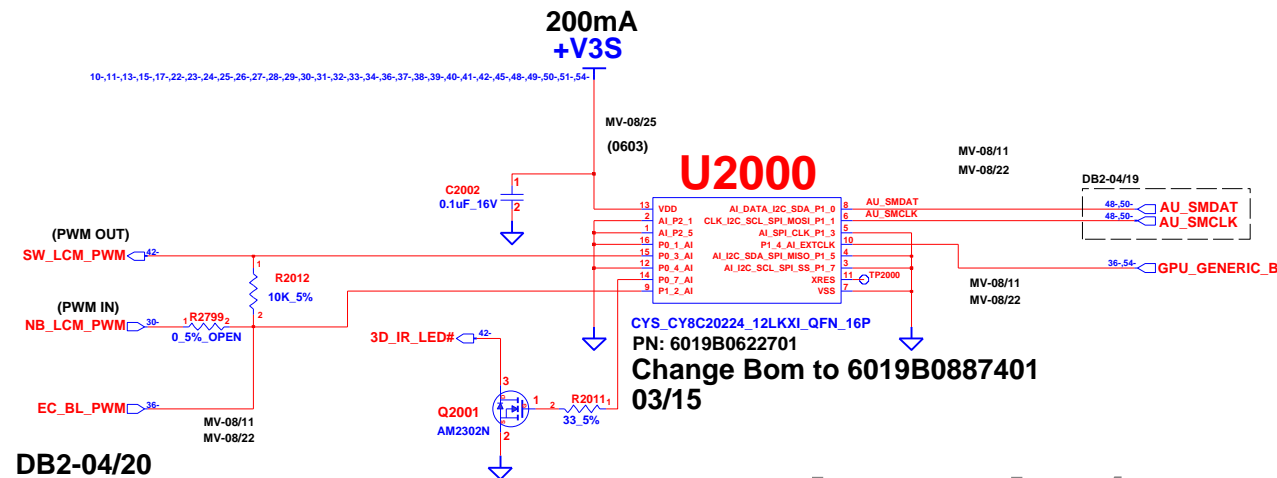 200mA
+V3S
10-,11-,13-,15-,17-,22-,23-,24-,25-,26-,27-,28-,29-,30-,31-,32-,33-,34-,36-,37-,38-,39-,40-,41-,42-,45-,48-,49-,50-,51-,54-
MV-08/25
(0603)
MV-08/11
MV-08/22
U2000
DB2-04/19
C2002
0.1uF_16V
1
2
13 VDD AI_DATA_I2C_SDA_P1_0 8 AU_SMDAT 48-,50- AU_SMDAT
2 AI_P2_1 CLK_I2C_SCL_SPI_MOSI_P1_1 6 AU_SMCLK 48-,50- AU_SMCLK
1 AI_P2_5 AI_SPI_CLK_P1_3 5
16 P0_1_AI P1_4_AI_EXTCLK 10
15 P0_3_AI AI_I2C_SDA_SPI_MISO_P1_5 4
12 P0_4_AI AI_I2C_SCL_SPI_SS_P1_7 3
14 P0_7_AI XRES 11 TP2000
9 P1_2_AI VSS 7
36-,54- GPU_GENERIC_B
MV-08/11
MV-08/22
(PWM OUT)
SW_LCM_PWM 42-
1
R2012
10K_5%
2
(PWM IN)
NB_LCM_PWM 30- 1 R2799 2
0_5%_OPEN
3D_IR_LED# 42-
CYS_CY8C20224_12LKXI_QFN_16P
PN: 6019B0622701
Change Bom to 6019B0887401
03/15
EC_BL_PWM 36-
MV-08/11
MV-08/22
3
Q2001
AM2302N
1
2
2 R2011 1
33_5%
DB2-04/20